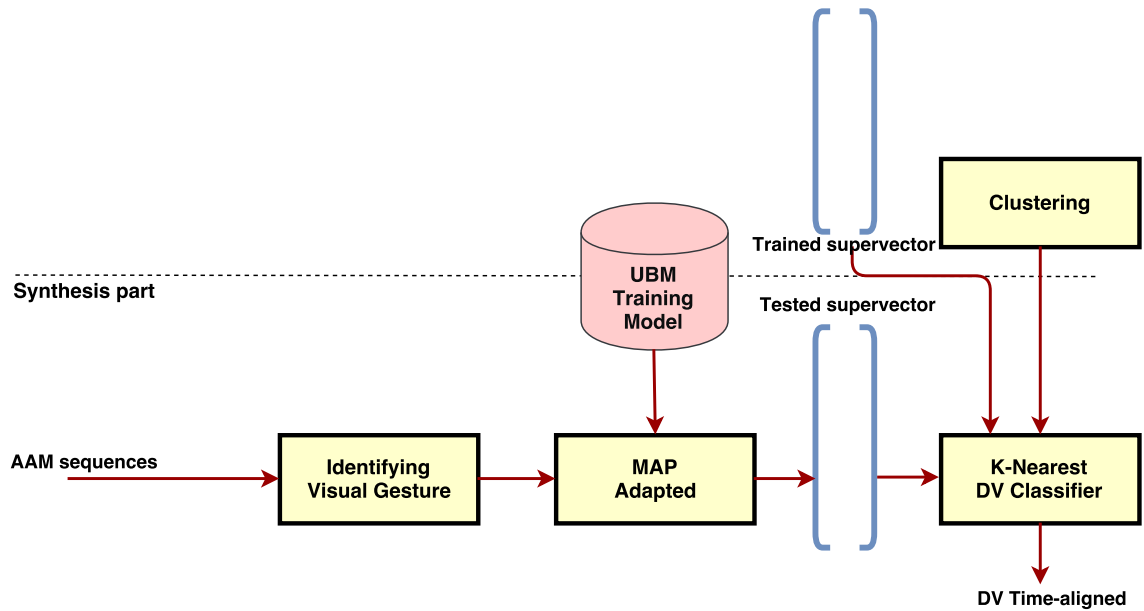 Clustering
Trained supervector
UBM
Training
Model
Synthesis part
Tested supervector
AAM sequences
Identifying
Visual Gesture
MAP
Adapted
K-Nearest
DV Classifier
DV Time-aligned